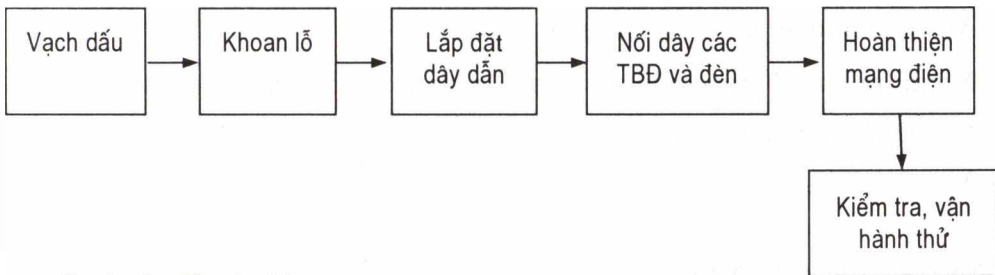 Vạch dấu
Khoan lỗ
Lắp đặt
dây dẫn
Nối dây các
TBĐ và đèn
Hoàn thiện
mạng điện
Kiểm tra, vận
hành thử